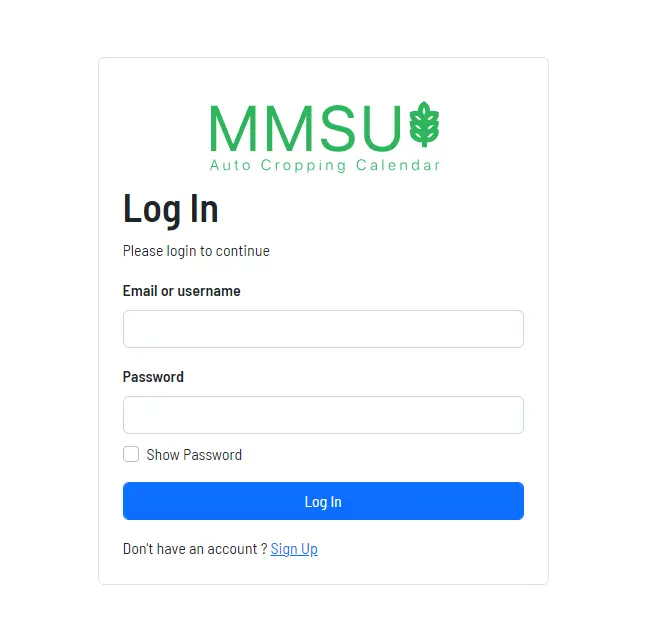 MMSU
Auto Cropping Calendar
Log In
Please login to continue
Email or username
Password
Show Password
Log In
Don't have an account ? Sign Up